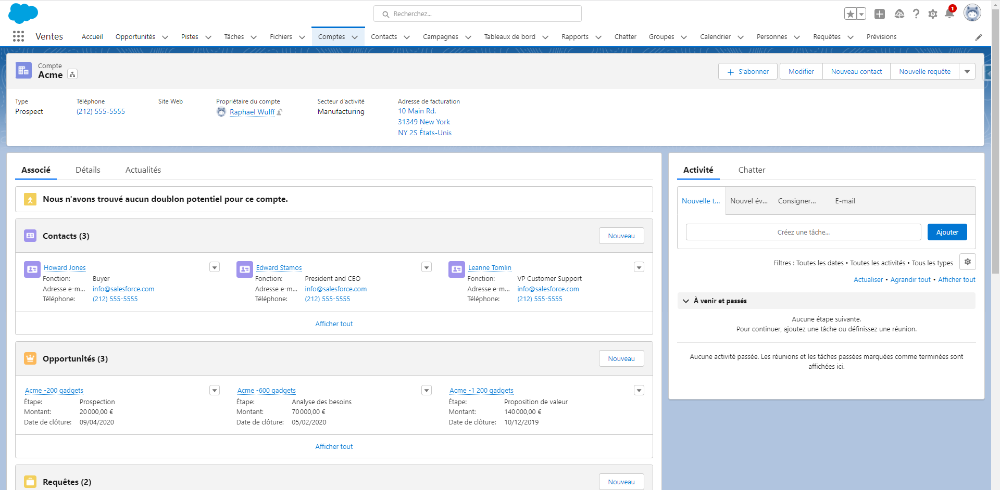 Recherchez...
1
Ventes
Accueil
Opportunités
Pistes
Tâches
Fichiers
Comptes
Contacts
Campagnes
Tableaux de bord
Rapports
Chatter
Groupes
Calendrier
Personnes
Requêtes
Prévisions
Compte
Acme
S'abonner
Modifier
Nouveau contact
Nouvelle requête
Type
Prospect
Téléphone
(212) 555-5555
Site Web
Propriétaire du compte
Raphael Wulff
Secteur d'activité
Manufacturing
Adresse de facturation
10 Main Rd.
31349 New York
NY 2S États-Unis
Associé
Détails
Actualités
Nous n'avons trouvé aucun doublon potentiel pour ce compte.
Contacts (3)
Nouveau
Howard Jones
Fonction: Buyer
Adresse e-m... info@salesforce.com
Téléphone: (212) 555-5555
Edward Stamos
Fonction: President and CEO
Adresse e-m... info@salesforce.com
Téléphone: (212) 555-5555
Leanne Tomlin
Fonction: VP Customer Support
Adresse e-m... info@salesforce.com
Téléphone: (212) 555-5555
Afficher tout
Opportunités (3)
Nouveau
Acme -200 gadgets
Étape: Prospection
Montant: 20 000,00 €
Date de clôture: 09/04/2020
Acme -600 gadgets
Étape: Analyse des besoins
Montant: 70 000,00 €
Date de clôture: 05/02/2020
Acme -1 200 gadgets
Étape: Proposition de valeur
Montant: 140 000,00 €
Date de clôture: 10/12/2019
Afficher tout
Requêtes (2)
Nouveau
Activité
Chatter
Nouvelle t...
Nouvel év...
Consigner...
E-mail
Créez une tâche...
Ajouter
Filtres : Toutes les dates • Toutes les activités • Tous les types
Actualiser • Agrandir tout • Afficher tout
À venir et passés
Aucune étape suivante.
Pour continuer, ajoutez une tâche ou définissez une réunion.
Aucune activité passée. Les réunions et les tâches passées marquées comme terminées sont
affichées ici.